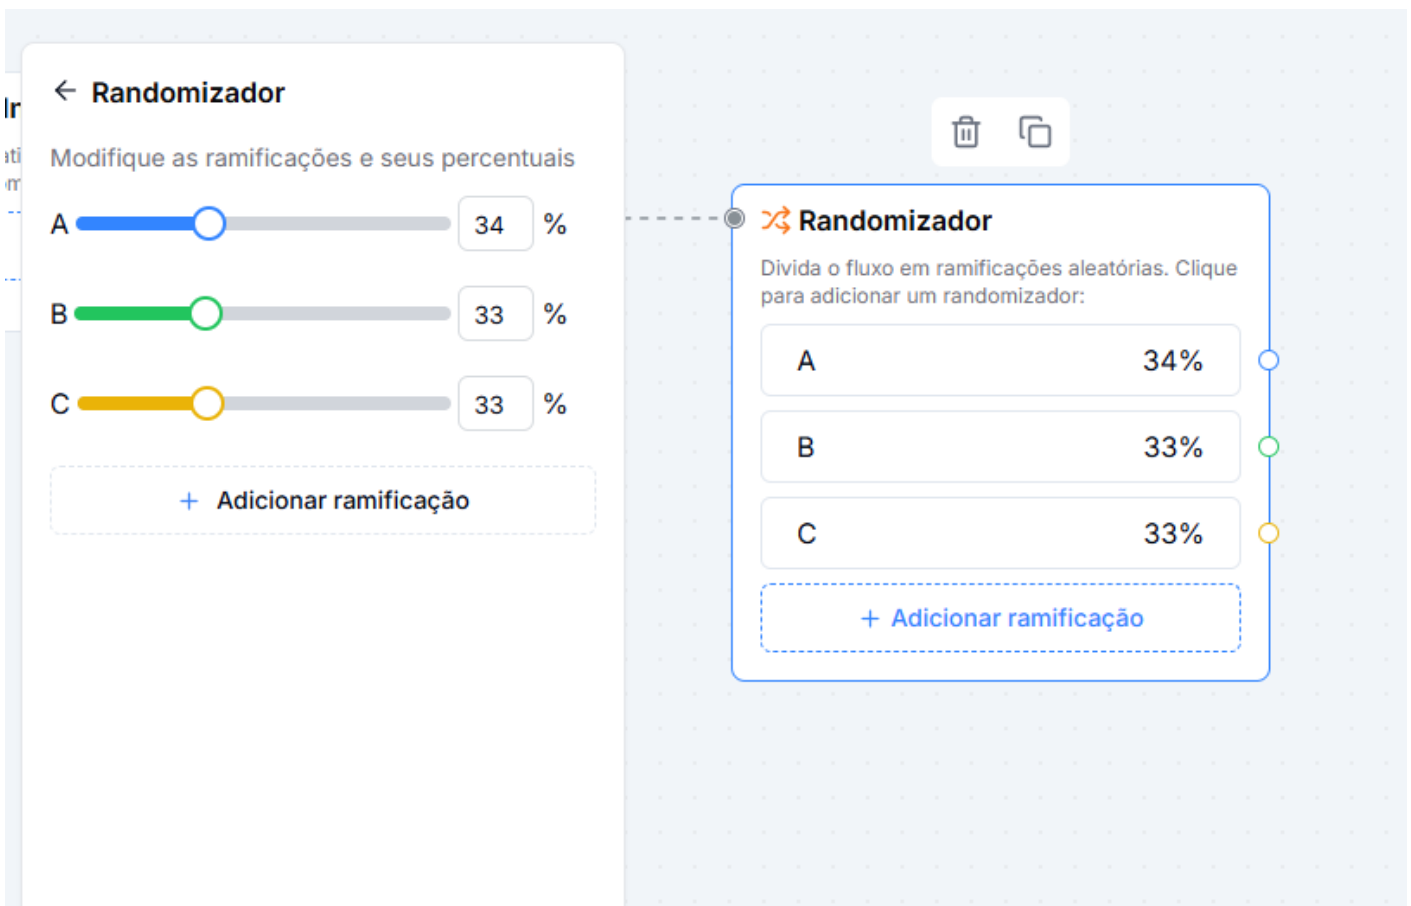 Randomizador
Modifique as ramificações e seus percentuais
A 34 %
B 33 %
C 33 %
+ Adicionar ramificação
Randomizador
Divida o fluxo em ramificações aleatórias. Clique
para adicionar um randomizador:
A 34%
B 33%
C 33%
+ Adicionar ramificação